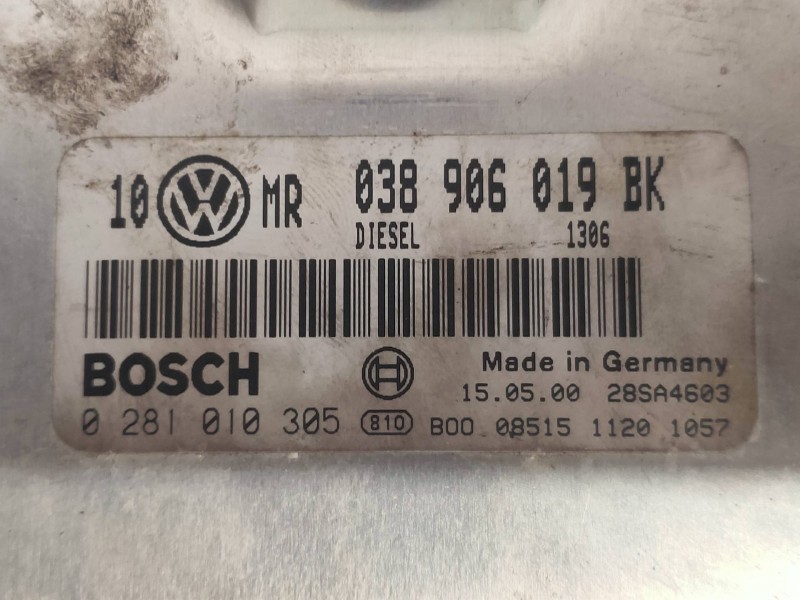 10 VW MR 038 906 019 BK
DIESEL 1306
BOSCH
Made in Germany
15.05.00 28SA4603
0 281 010 305 810 B00 08515 1120 1057